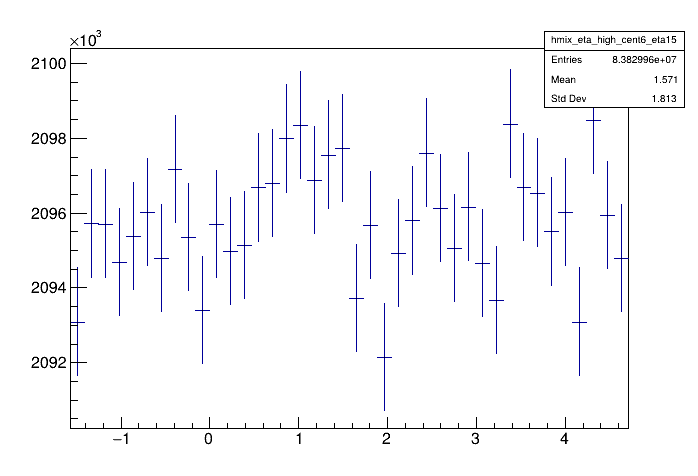 ×10³
hmix_eta_high_cent6_eta15
Entries 8.382996e+07
Mean 1.571
Std Dev 1.813
2100
2098
2096
2094
2092
−1 0 1 2 3 4